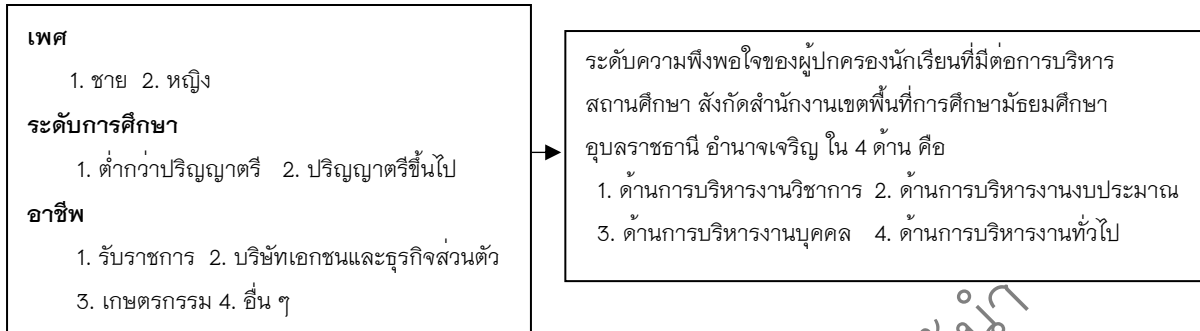 เพศ
1. ชาย 2. หญิง
ระดับการศึกษา
1. ต่ำกว่าปริญญาตรี 2. ปริญญาตรีขึ้นไป
อาชีพ
1. รับราชการ 2. บริษัทเอกชนและธุรกิจส่วนตัว
3. เกษตรกรรม 4. อื่น ๆ
ระดับความพึงพอใจของผู้ปกครองนักเรียนที่มีต่อการบริหาร
สถานศึกษา สังกัดสำนักงานเขตพื้นที่การศึกษามัธยมศึกษา
อุบลราชธานี อำนาจเจริญ ใน 4 ด้าน คือ
1. ด้านการบริหารงานวิชาการ 2. ด้านการบริหารงานงบประมาณ
3. ด้านการบริหารงานบุคคล 4. ด้านการบริหารงานทั่วไป